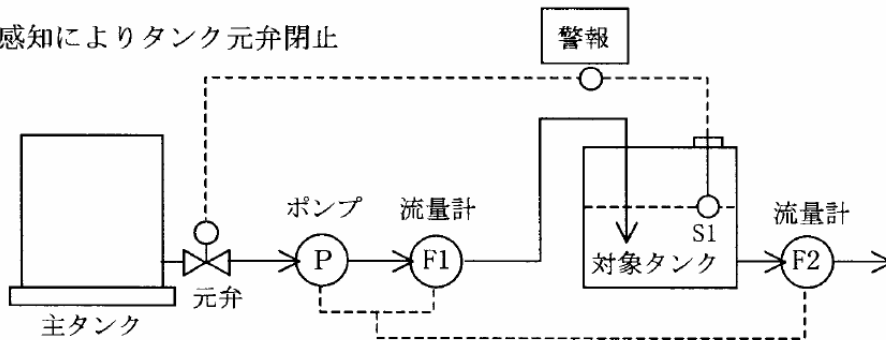 感知によりタンク元弁閉止
警報
ポンプ
流量計
流量計
S1
P
F1
対象タンク
F2
元弁
主タンク